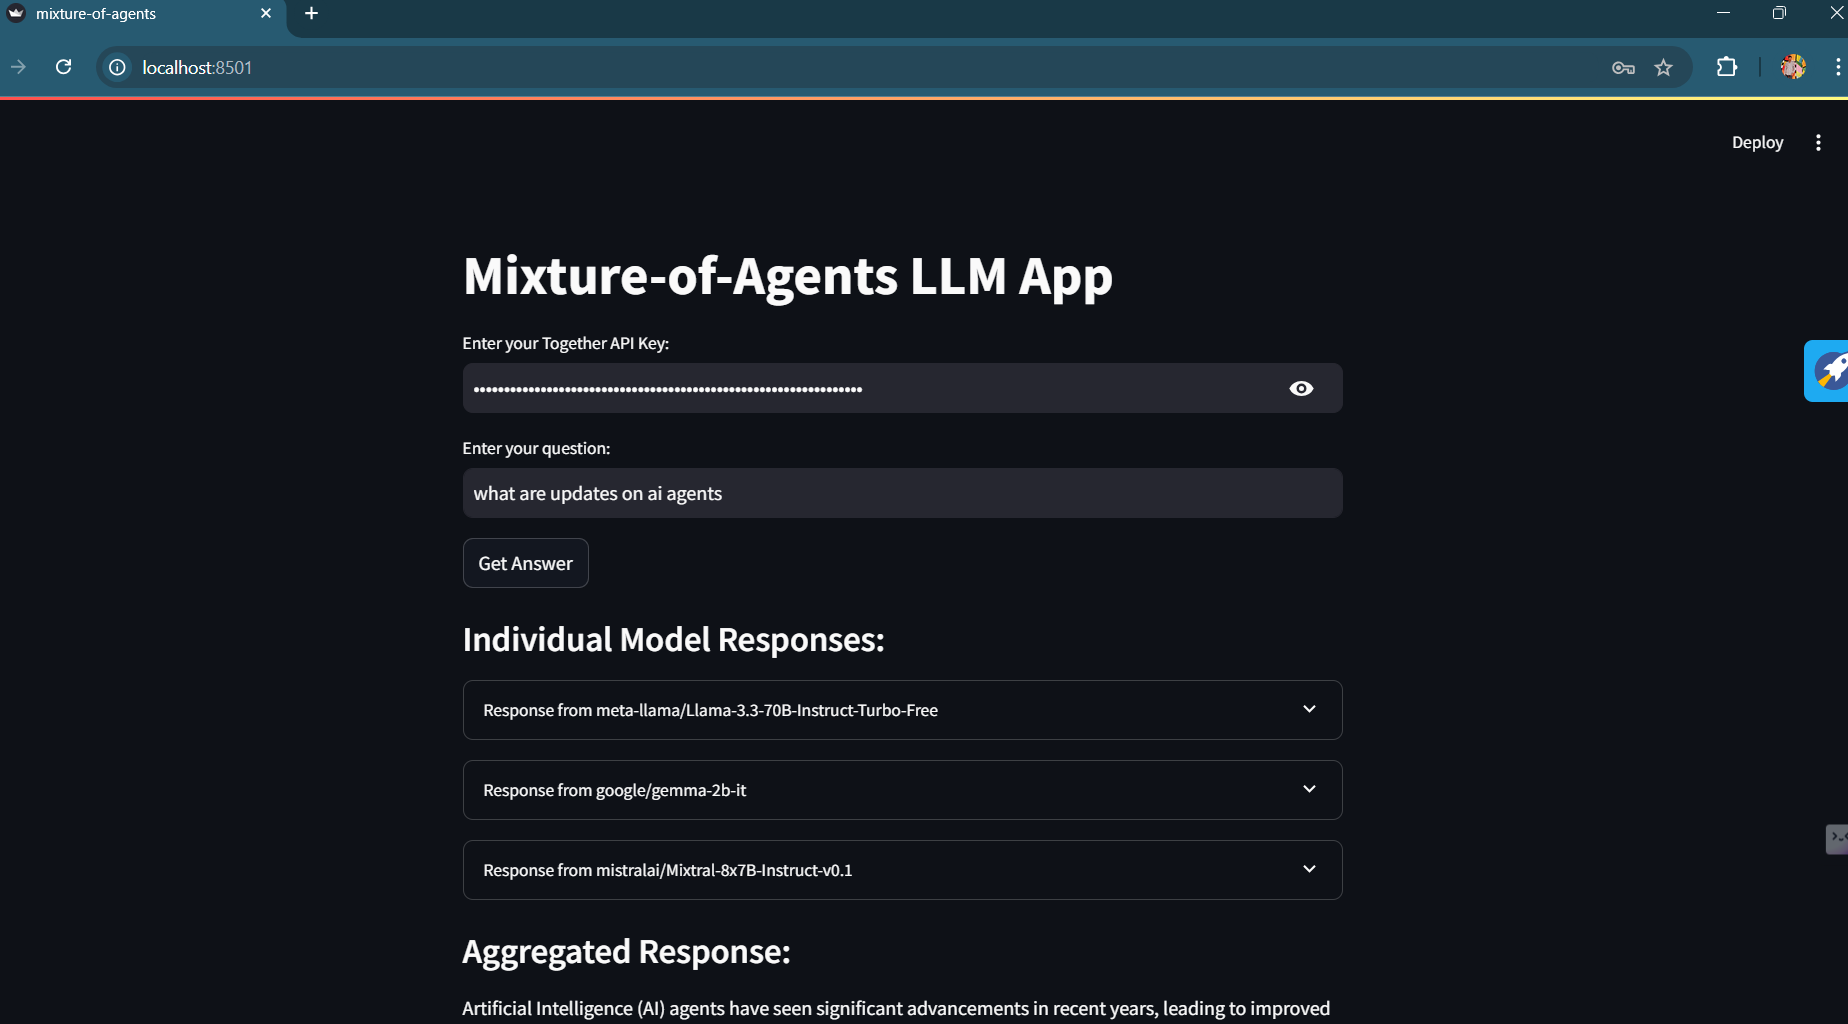 mixture-of-agents
localhost:8501
Deploy
Mixture-of-Agents LLM App
Enter your Together API Key:
Enter your question:
what are updates on ai agents
Get Answer
Individual Model Responses:
Response from meta-llama/Llama-3.3-70B-Instruct-Turbo-Free
Response from google/gemma-2b-it
Response from mistralai/Mixtral-8x7B-Instruct-v0.1
Aggregated Response:
Artificial Intelligence (AI) agents have seen significant advancements in recent years, leading to improved